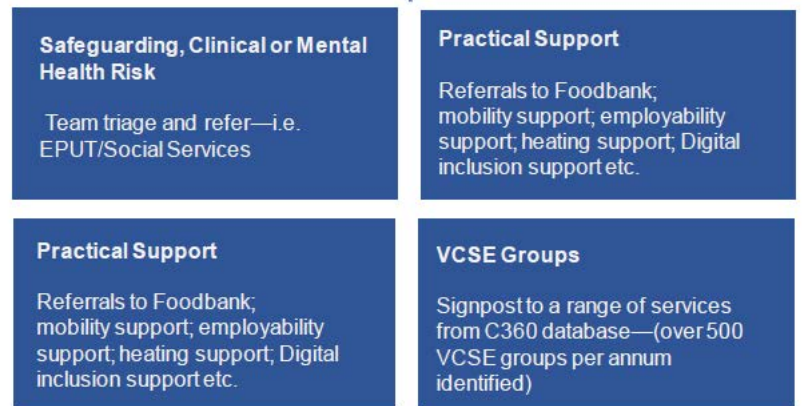 Safeguarding, Clinical or Mental
Health Risk
Team triage and refer—i.e.
EPUT/Social Services
Practical Support
Referrals to Foodbank;
mobility support; employability
support; heating support; Digital
inclusion support etc.
Practical Support
Referrals to Foodbank;
mobility support; employability
support; heating support; Digital
inclusion support etc.
VCSE Groups
Signpost to a range of services
from C360 database—(over 500
VCSE groups per annum
identified)